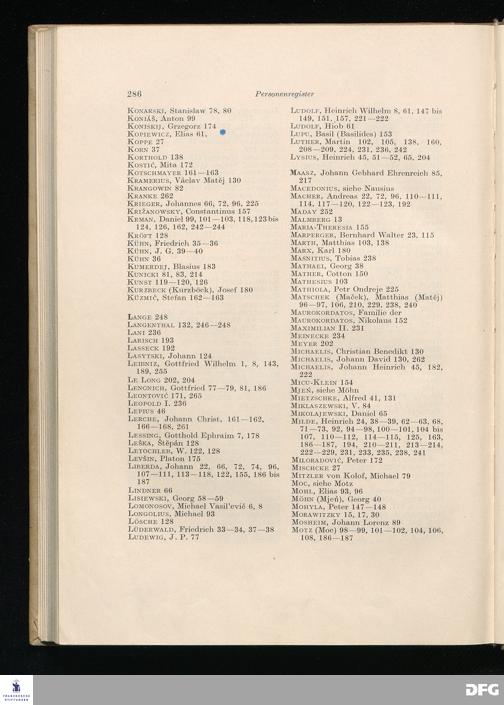 286
Personenregister
KONARSKI, Stanislaw 78, 80
KONIÁŠ, Anton 99
KONISKIJ, Grzegorz 174
KOPIEWICZ, Elias 61,
KOPPE 27
KORN 37
KORTHOLD 138
KOSTIĆ, Mita 172
KOTSCHMAYER 161—163
KRAMERIUS, Václav Matěj 130
KRANGOWIN 82
KRANKE 262
KRIEGER, Johannes 66, 72, 96, 225
KRIŽANOWSKY, Constantinus 157
KRMAN, Daniel 99, 101—103, 118, 123 bis
124, 126, 162, 242—244
KRÖFT 128
KÜHN, Friedrich 35—36
KÜHN, J. G. 39—40
KÜHN 36
KUMERDEJ, Blasius 183
KUNICKI 81, 83, 214
KUNST 119—120, 126
KURZBECK (Kurzböck), Josef 180
KÚZMIČ, Stefan 162—163
LANGE 248
LANGENTHAL 132, 246—248
LANI 236
LARISCH 193
LASSECK 192
LASYTSKI, Johann 124
LEIBNIZ, Gottfried Wilhelm 1, 8, 143,
189, 255
LE LONG 202, 204
LENGNICH, Gottfried 77—79, 81, 186
LEONTOVIČ 171, 265
LEOPOLD I. 236
LEPIUS 46
LERCHE, Johann Christ. 161—162,
166—168, 261
LESSING, Gotthold Ephraim 7, 178
LEŠKA, Štěpán 128
LETOCHLEB, W. 122, 128
LEVŠIN, Platon 175
LIBERDA, Johann 22, 66, 72, 74, 96,
107—111, 113—118, 122, 155, 186 bis
187
LINDNER 66
LISIEWSKI, Georg 58—59
LOMONOSOV, Michael Vasil'evič 6, 8
LONGOLIUS, Michael 93
LÖSCHE 128
LÜDERWALD, Friedrich 33—34, 37—38
LUDEWIG, J. P. 77
LUDOLF, Heinrich Wilhelm 8, 61, 147 bis
149, 151, 157, 221—222
LUDOLF, Hiob 61
LUPU, Basil (Basilides) 153
LUTHER, Martin 102, 105, 138, 160,
208—209, 224, 231, 236, 242
LYSIUS, Heinrich 45, 51—52, 65, 204
MAASZ, Johann Gebhard Ehrenreich 85,
217
MACEDONIUS, siehe Nausius
MACHER, Andreas 22, 72, 96, 110—111,
114, 117—120, 122—123, 192
MADAY 252
MALMBERG 13
MARIA-THERESIA 155
MARPERGER, Bernhard Walter 23, 115
MARTH, Matthias 103, 138
MARX, Karl 180
MASNITIUS, Tobias 238
MATHAEI, Georg 38
MATHER, Cotton 150
MATHESIUS 103
MATHIOLA, Petr Ondreje 225
MATSCHEK (Maček), Matthias (Matěj)
96—97, 106, 210, 229, 238, 240
MAUROKORDATOS, Familie der
MAUROKORDATOS, Nikolaus 152
MAXIMILIAN II. 231
MEINECKE 234
MEYER 202
MICHAELIS, Christian Benedikt 130
MICHAELIS, Johann David 130, 262
MICHAELIS, Johann Heinrich 45, 182,
222
MICU-KLEIN 154
MJEŃ, siehe Möhn
MIETZSCHKE, Alfred 41, 131
MIKLASZEWSKI, V. 84
MIKOLAJEWSKI, Daniel 65
MILDE, Heinrich 24, 38—39, 62—63, 68,
71—73, 92, 94—98, 100—101, 104 bis
107, 110—112, 114—115, 125, 163,
186—187, 194, 210—211, 213—214,
222—229, 231, 233, 235, 238, 241
MILORADOVIĆ, Peter 172
MISCHCKE 27
MITZLER von Kolof, Michael 79
MOC, siehe Motz
MOHL, Elias 93, 96
MÖHN (Mjeń), Georg 40
MOHYLA, Peter 147—148
MORAWITZKY 15, 17, 30
MOSHEIM, Johann Lorenz 89
MOTZ (Moc) 98—99, 101—102, 104, 106,
108, 186—187
DFG